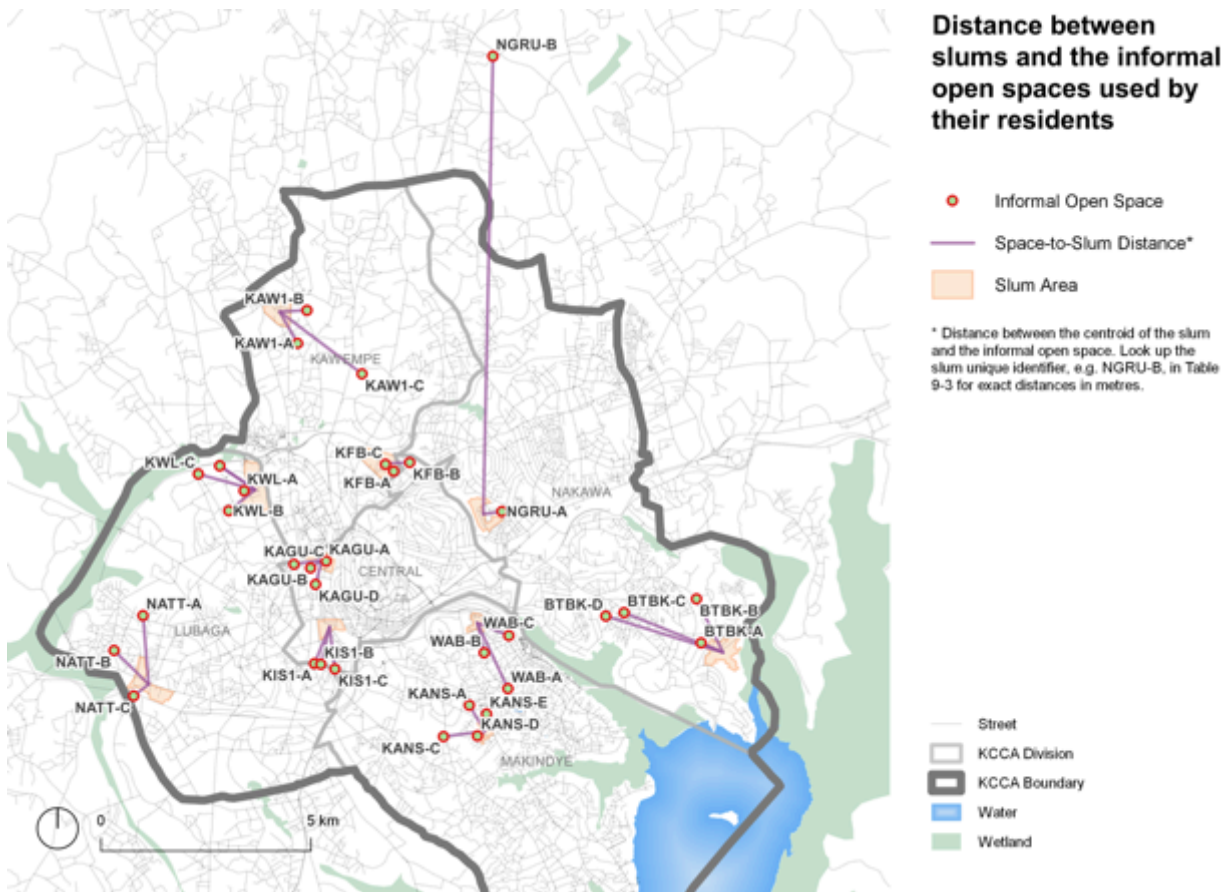 NGRU-B
KAW1-B
KAW1-A
KAWEMPE
KAW1-C
KFB-C
KFB-B
KFB-A
KWL-C
KWL-A
KWL-B
NAKAWA
NGRU-A
KAGU-C
KAGU-A
CENTRAL
KAGU-B
KAGU-D
NATT-A
LUBAGA
NATT-B
NATT-C
KIS1-B
KIS1-A
KIS1-C
WAB-C
WAB-B
WAB-A
BTBK-D
BTBK-C
BTBK-B
BTBK-A
KANS-A
KANS-E
KANS-D
KANS-C
MAKINDYE
0
5 km
Distance between
slums and the informal
open spaces used by
their residents
Informal Open Space
Space-to-Slum Distance*
Slum Area
* Distance between the centroid of the slum
and the informal open space. Look up the
slum unique identifier, e.g. NGRU-B, in Table
9-3 for exact distances in metres.
Street
KCCA Division
KCCA Boundary
Water
Wetland